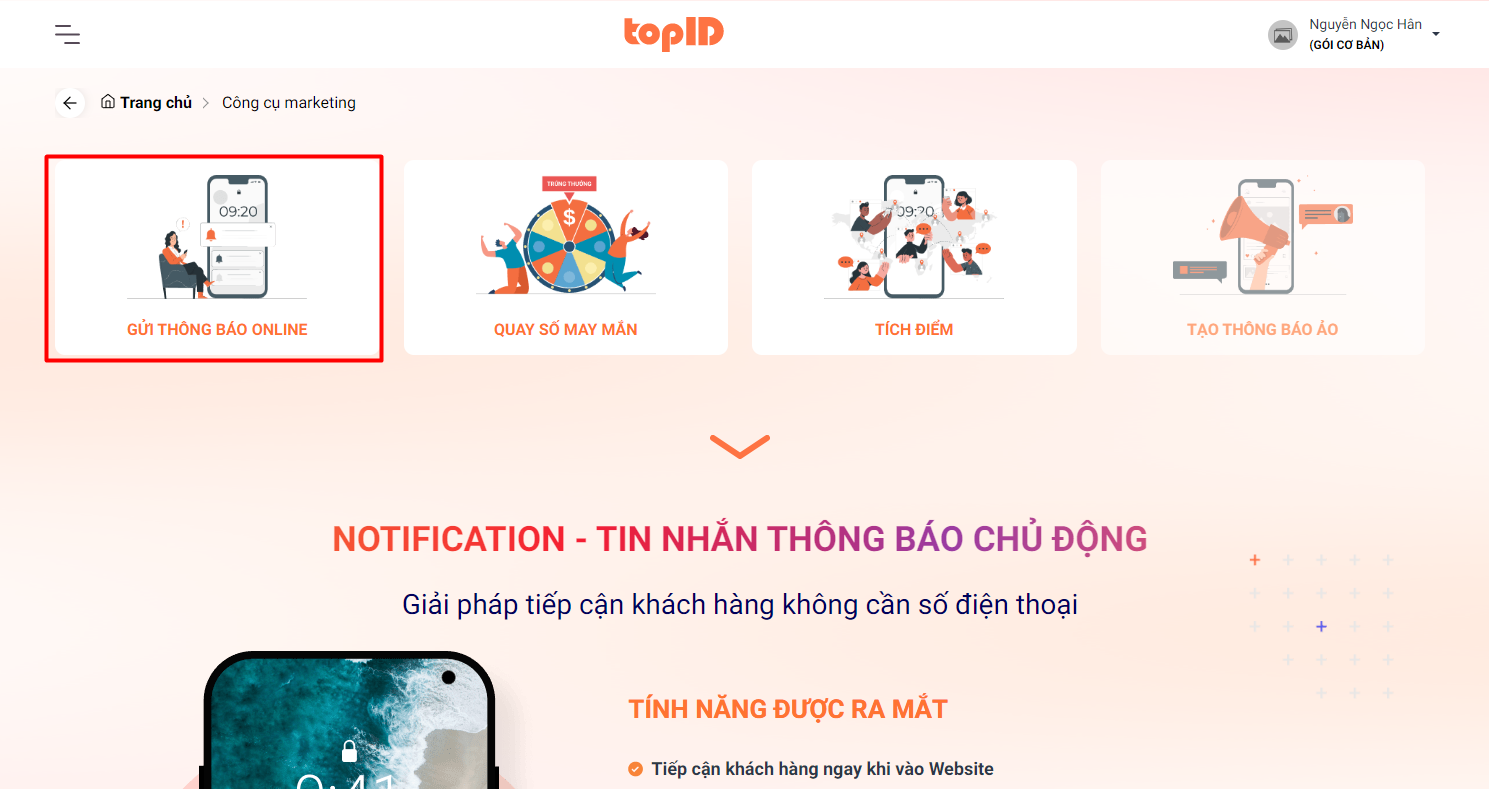 topID
Nguyễn Ngọc Hân
(GÓI CƠ BẢN)
Trang chủ > Công cụ marketing
09:20
GỬI THÔNG BÁO ONLINE
TRÚNG THƯỞNG
$
QUAY SỐ MAY MẮN
09:20
TÍCH ĐIỂM
TẠO THÔNG BÁO ẢO
NOTIFICATION - TIN NHẮN THÔNG BÁO CHỦ ĐỘNG
Giải pháp tiếp cận khách hàng không cần số điện thoại
TÍNH NĂNG ĐƯỢC RA MẮT
Tiếp cận khách hàng ngay khi vào Website
9:41